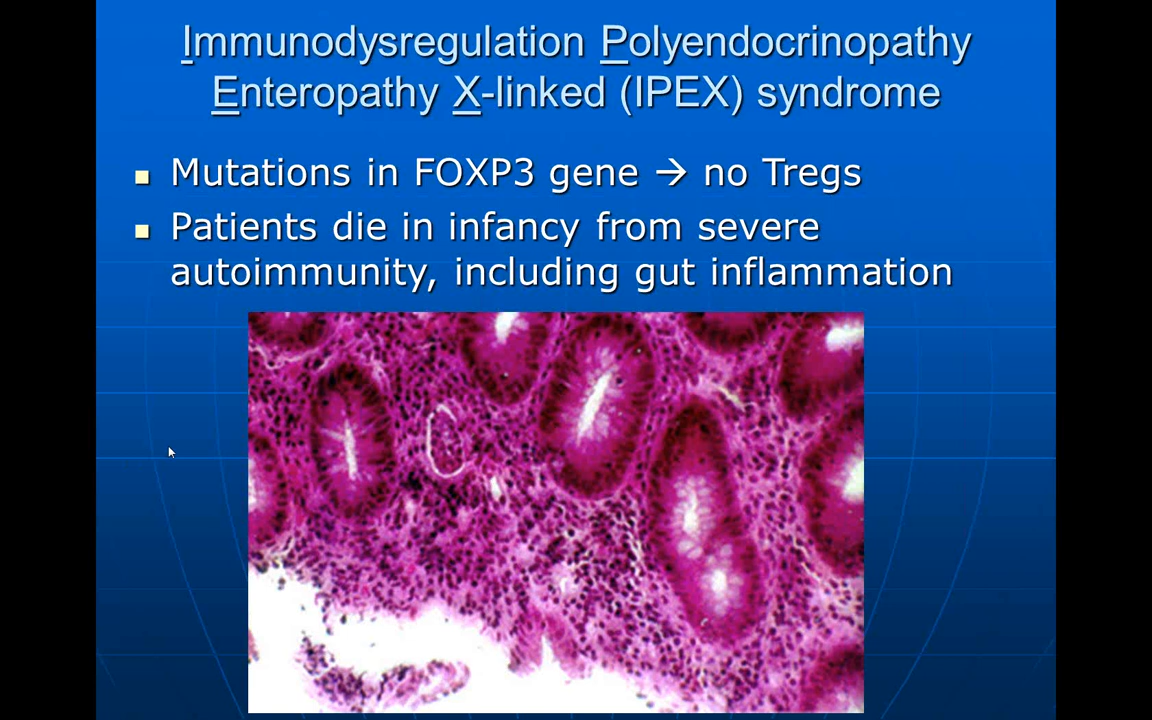 Immunodysregulation Polyendocrinopathy
Enteropathy X-linked (IPEX) syndrome
Mutations in FOXP3 gene → no Tregs
Patients die in infancy from severe
autoimmunity, including gut inflammation